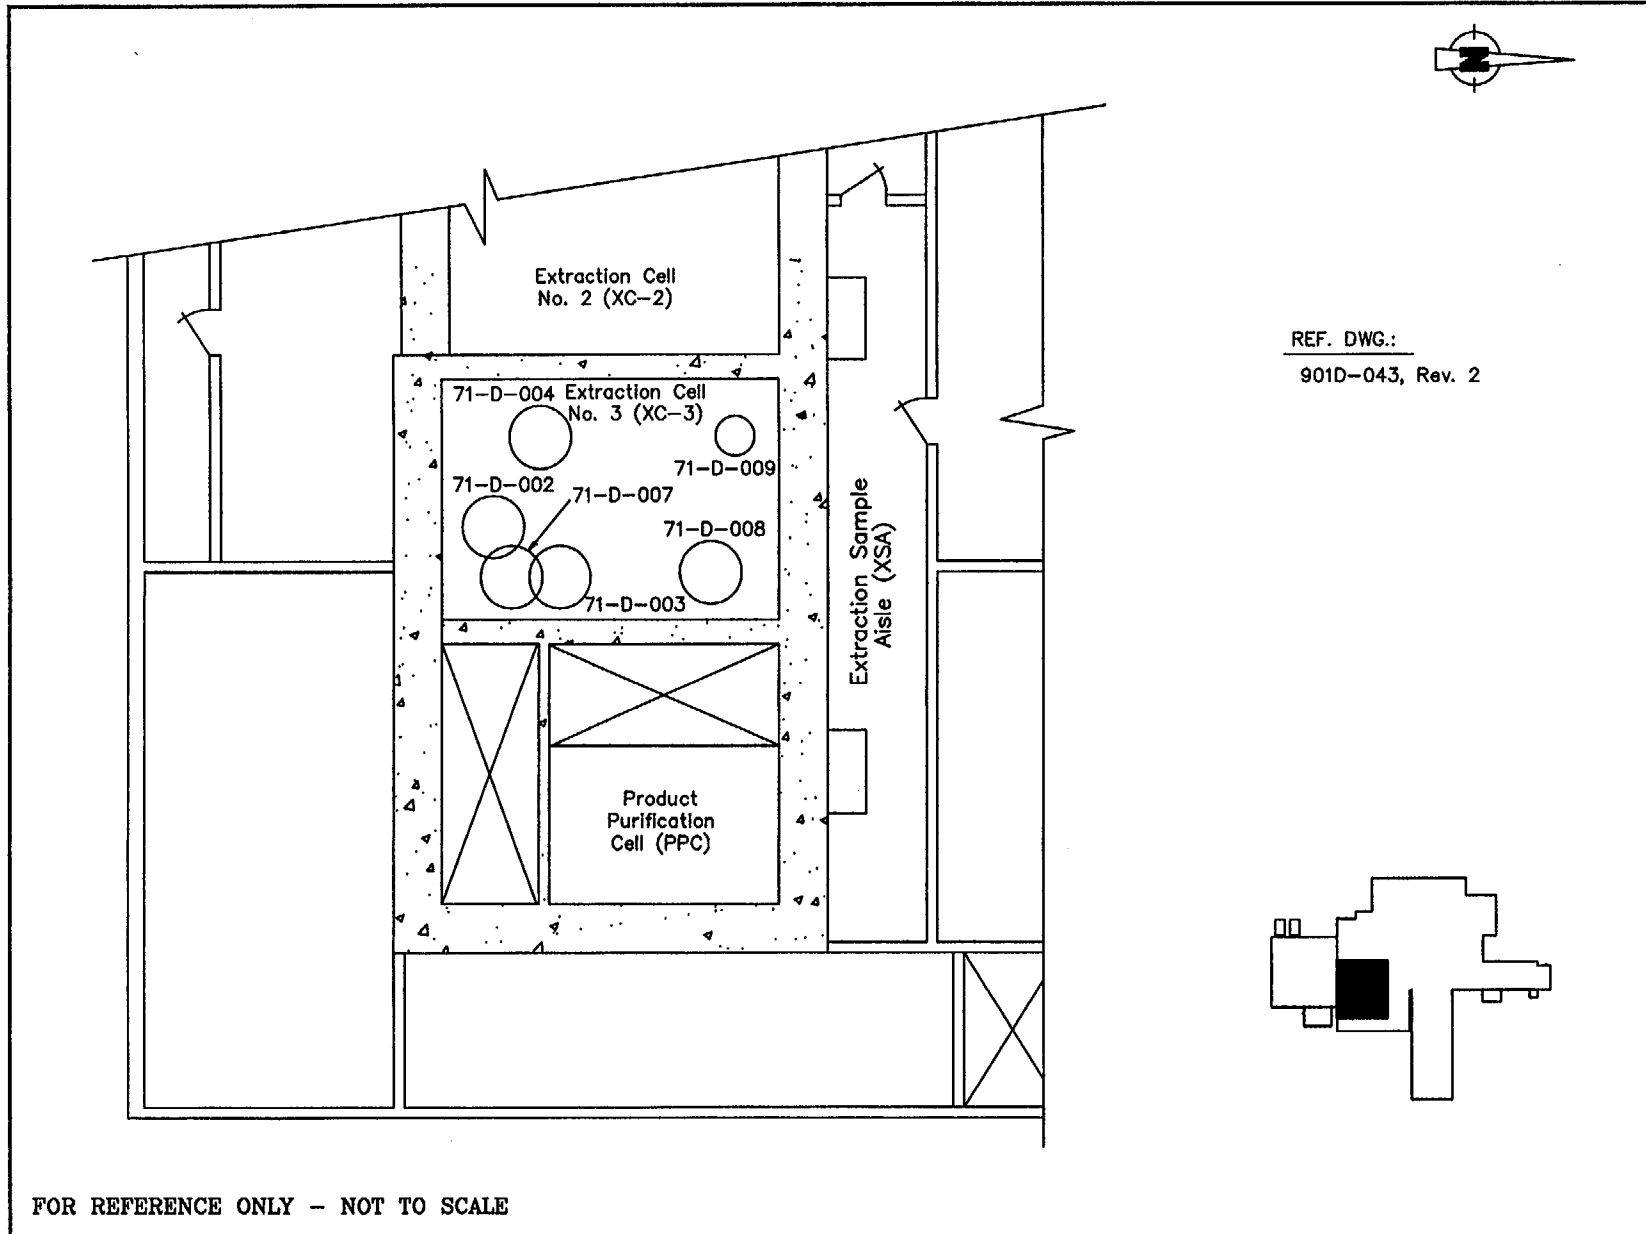 N
Extraction Cell
No. 2 (XC-2)
REF. DWG.:
901D-043, Rev. 2
71-D-004
Extraction Cell
No. 3 (XC-3)
71-D-009
71-D-002
71-D-007
71-D-008
71-D-003
Extraction Sample
Aisle (XSA)
Product
Purification
Cell (PPC)
FOR REFERENCE ONLY - NOT TO SCALE